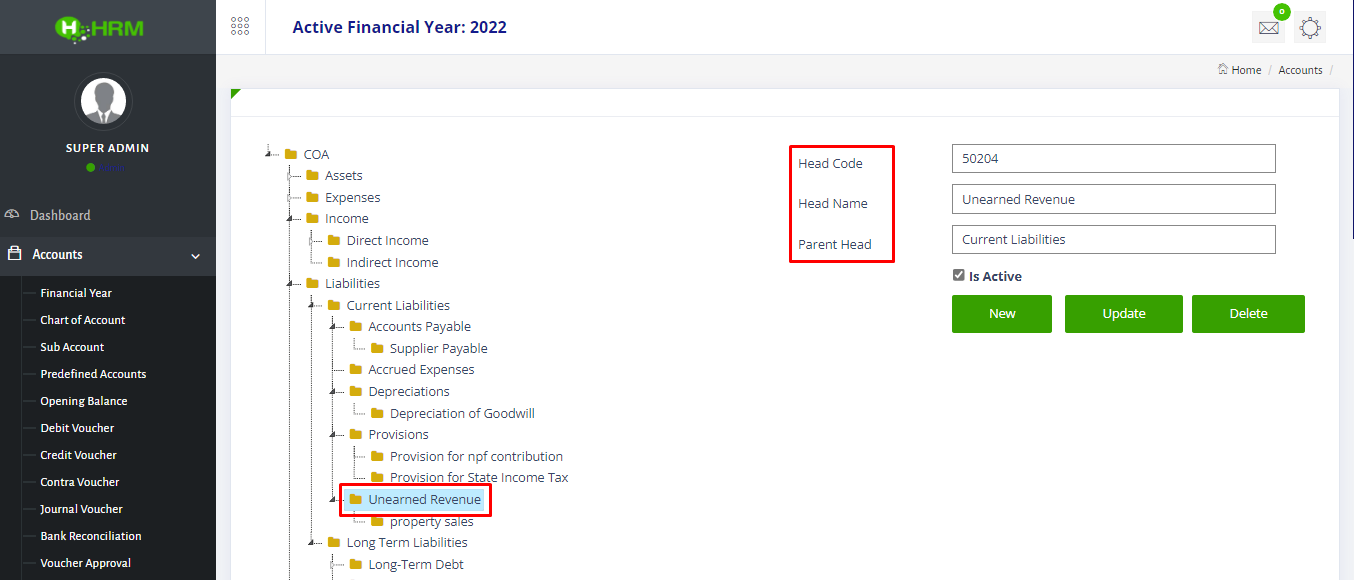 HRM
Active Financial Year: 2022
0
Home / Accounts /
SUPER ADMIN
Dashboard
Accounts
Financial Year
Chart of Account
Sub Account
Predefined Accounts
Opening Balance
Debit Voucher
Credit Voucher
Contra Voucher
Journal Voucher
Bank Reconciliation
Voucher Approval
COA
Assets
Expenses
Income
Direct Income
Indirect Income
Liabilities
Current Liabilities
Accounts Payable
Supplier Payable
Accrued Expenses
Depreciations
Depreciation of Goodwill
Provisions
Provision for npf contribution
Provision for State Income Tax
Unearned Revenue
property sales
Long Term Liabilities
Long-Term Debt
Head Code
50204
Head Name
Unearned Revenue
Parent Head
Current Liabilities
Is Active
New
Update
Delete